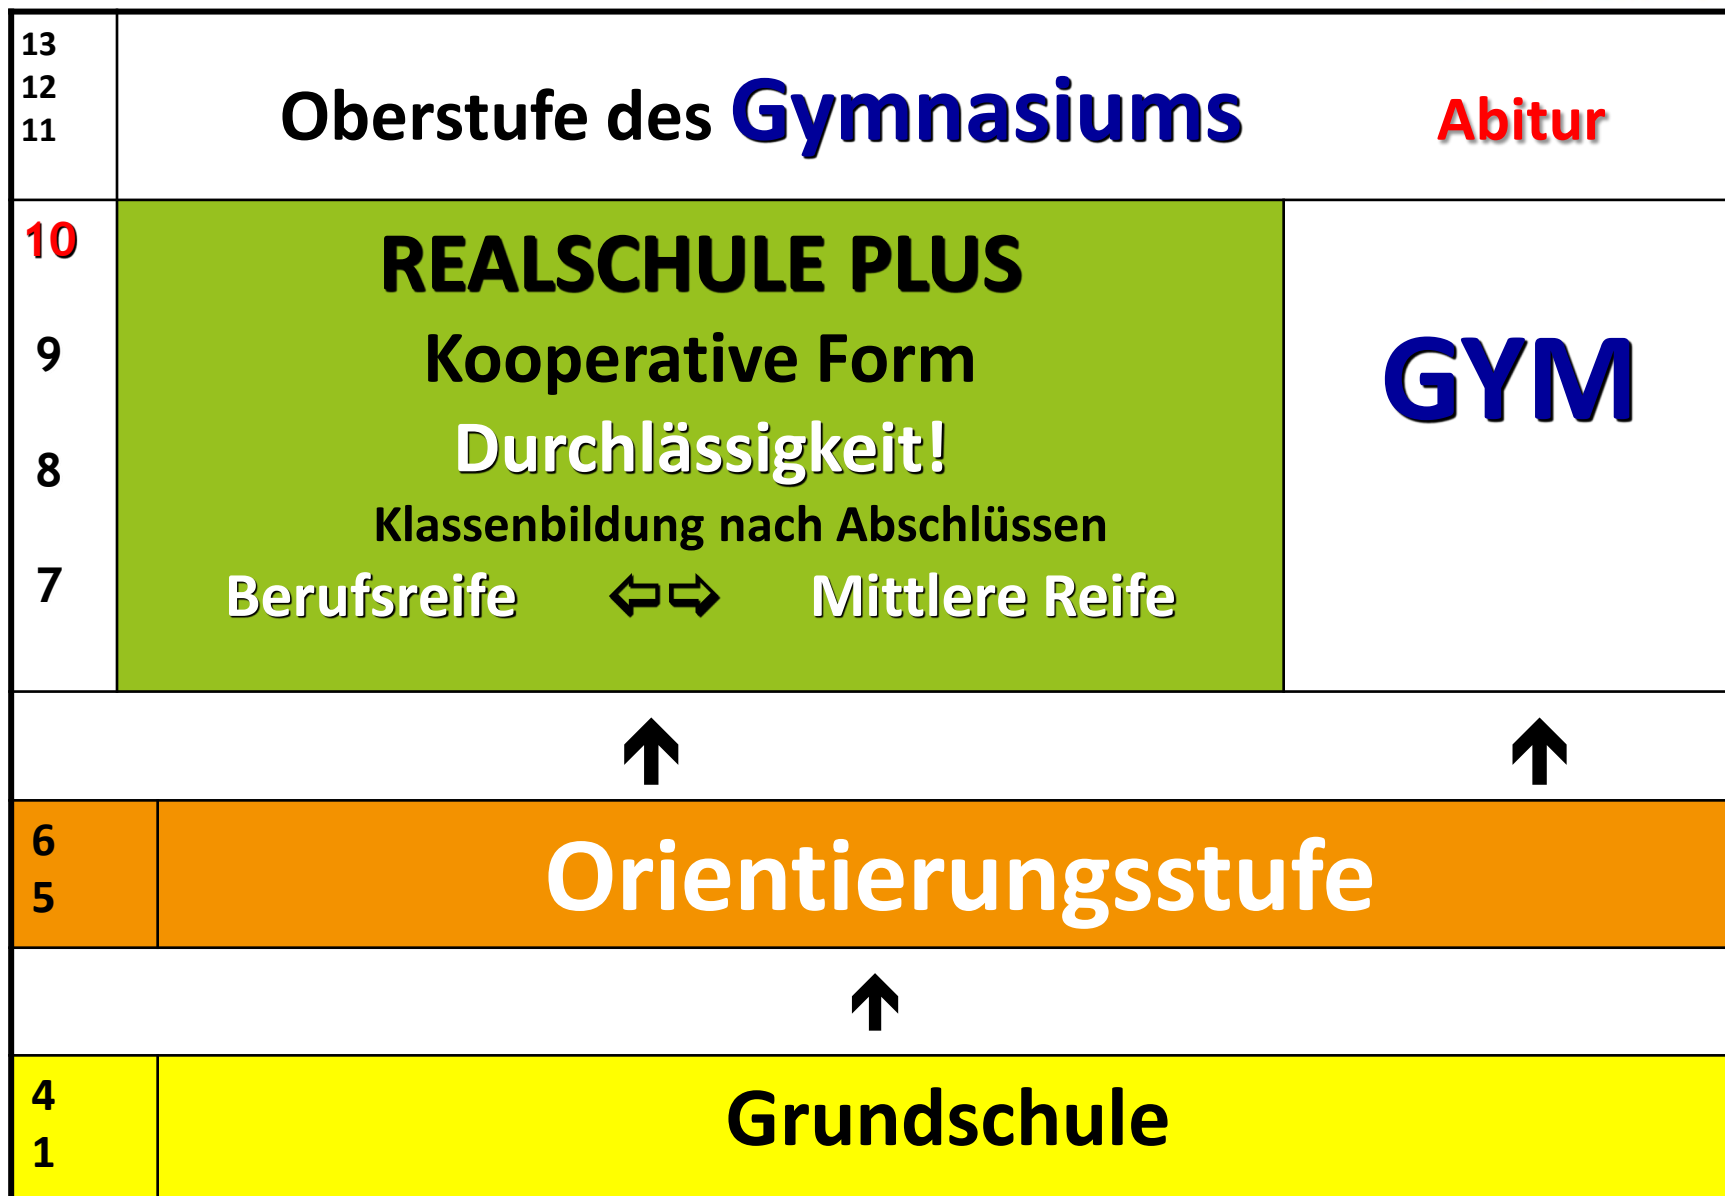 13
12
11
Oberstufe des Gymnasiums Abitur
10
9
8
7
REALSCHULE PLUS
Kooperative Form
Durchlässigkeit!
Klassenbildung nach Abschlüssen
Berufsreife ⇦⇨ Mittlere Reife
GYM
6
5
Orientierungsstufe
4
1
Grundschule